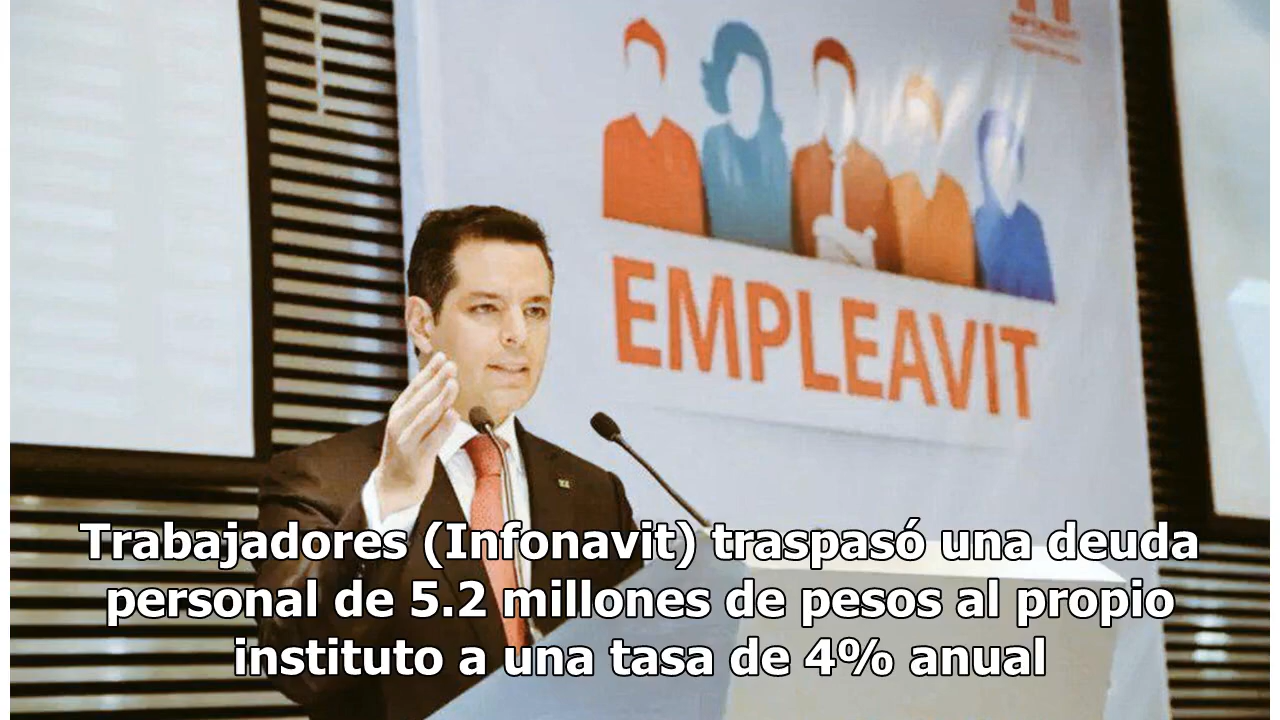 EMPLEAVIT
Trabajadores (Infonavit) traspasó una deuda
personal de 5.2 millones de pesos al propio
instituto a una tasa de 4% anual